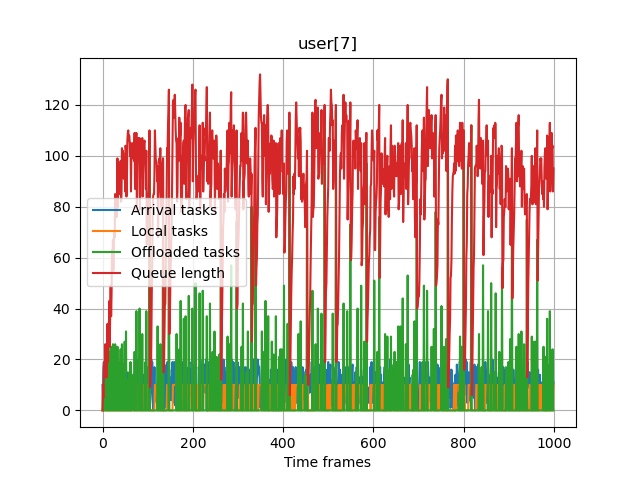 user[7]
120
100
80
60
40
20
0
Arrival tasks
Local tasks
Offloaded tasks
Queue length
0 200 400 600 800 1000
Time frames